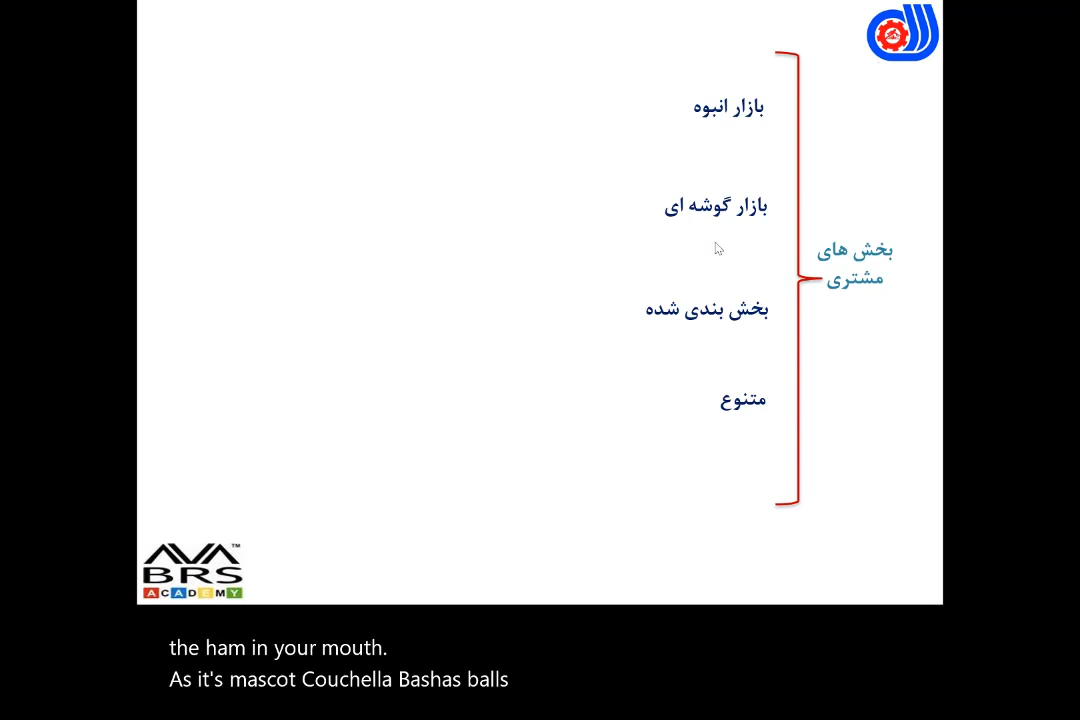 بازار انبوه
بازار گوشه ای
بخش های
مشتری
بخش بندی شده
متنوع
AVA™
BRS
ACADEMY
the ham in your mouth.
As it's mascot Couchella Bashas balls